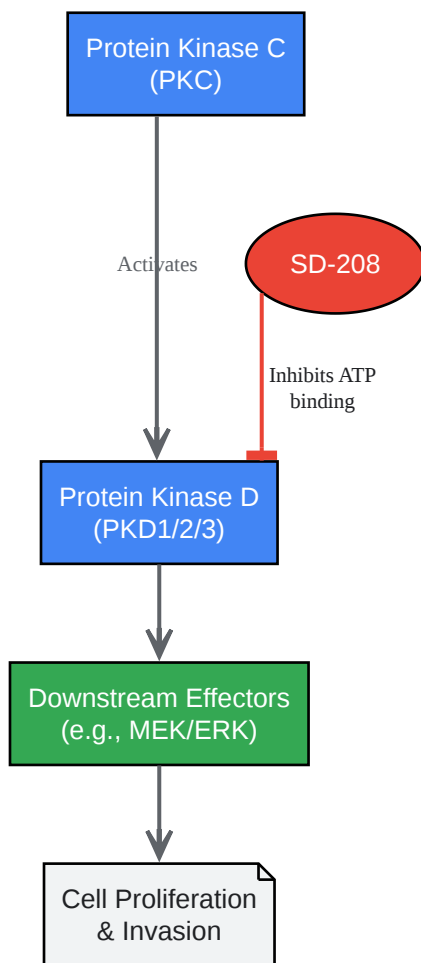 Protein Kinase C
(PKC)
Activates
SD-208
Inhibits ATP
binding
Protein Kinase D
(PKD1/2/3)
Downstream Effectors
(e.g., MEK/ERK)
Cell Proliferation
& Invasion